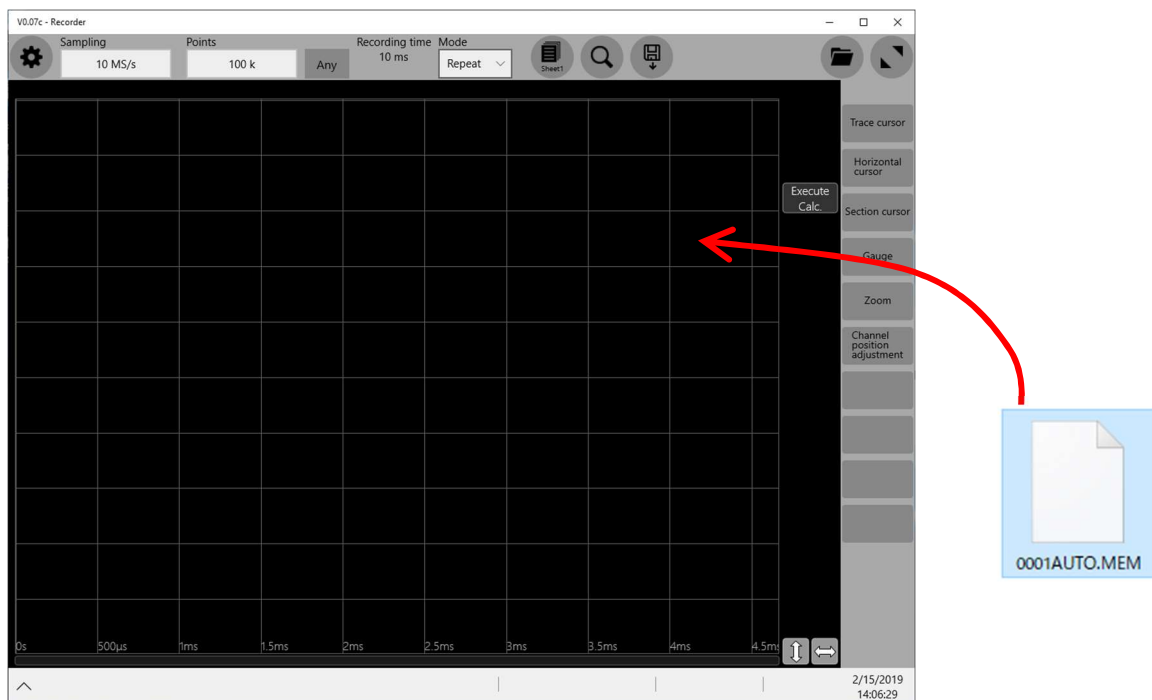 V0.07c - Recorder
Sampling
Points
Recording time
Mode
10 MS/s
100 k
Any
10 ms
Repeat
Sheet1
Trace cursor
Horizontal
cursor
Execute
Calc.
Section cursor
Gauge
Zoom
Channel
position
adjustment
0001AUTO.MEM
0s 500µs 1ms 1.5ms 2ms 2.5ms 3ms 3.5ms 4ms 4.5ms
2/15/2019
14:06:29